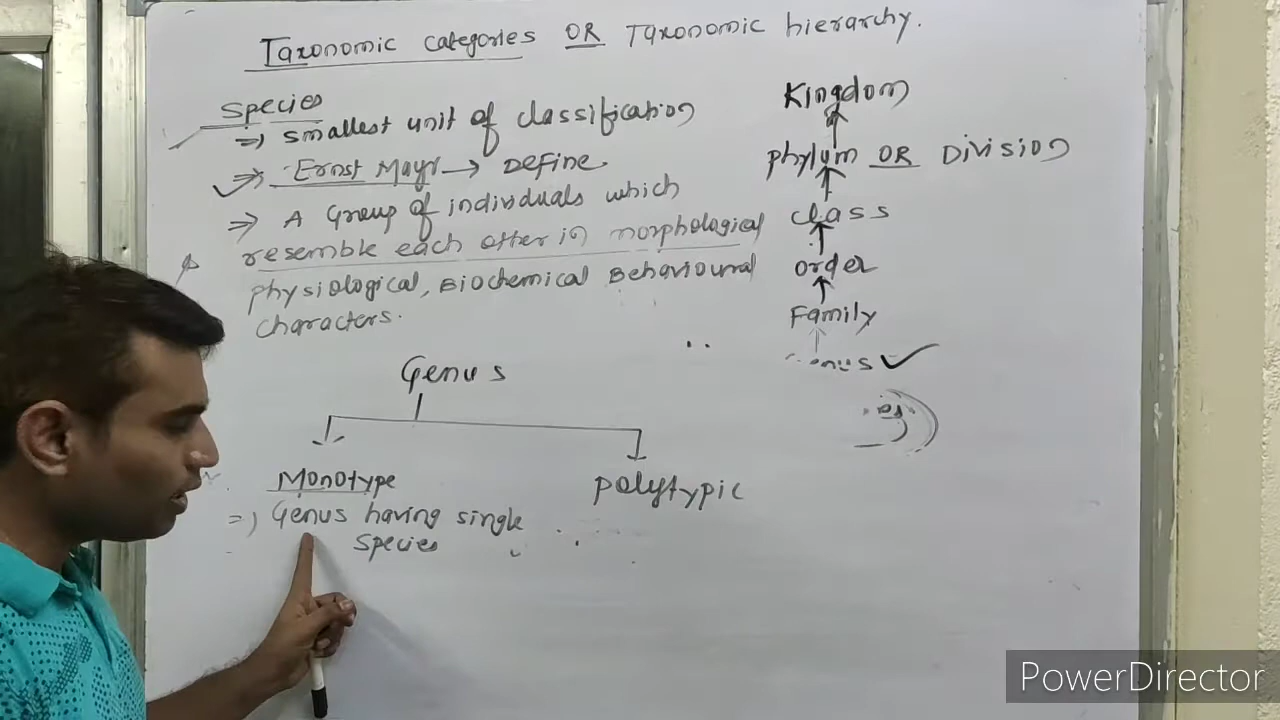 Taxonomic categories OR Taxonomic hierarchy.
Species
=> Smallest unit of classification
=> Ernst Mayr → Define
=> A Group of individuals which
resemble each other in morphological
physiological, Biochemical Behavioural
characters.
Kingdom
phylum OR Division
class
order
Family
Genus
Monotype
=> Genus having single
species
polytypic
PowerDirector